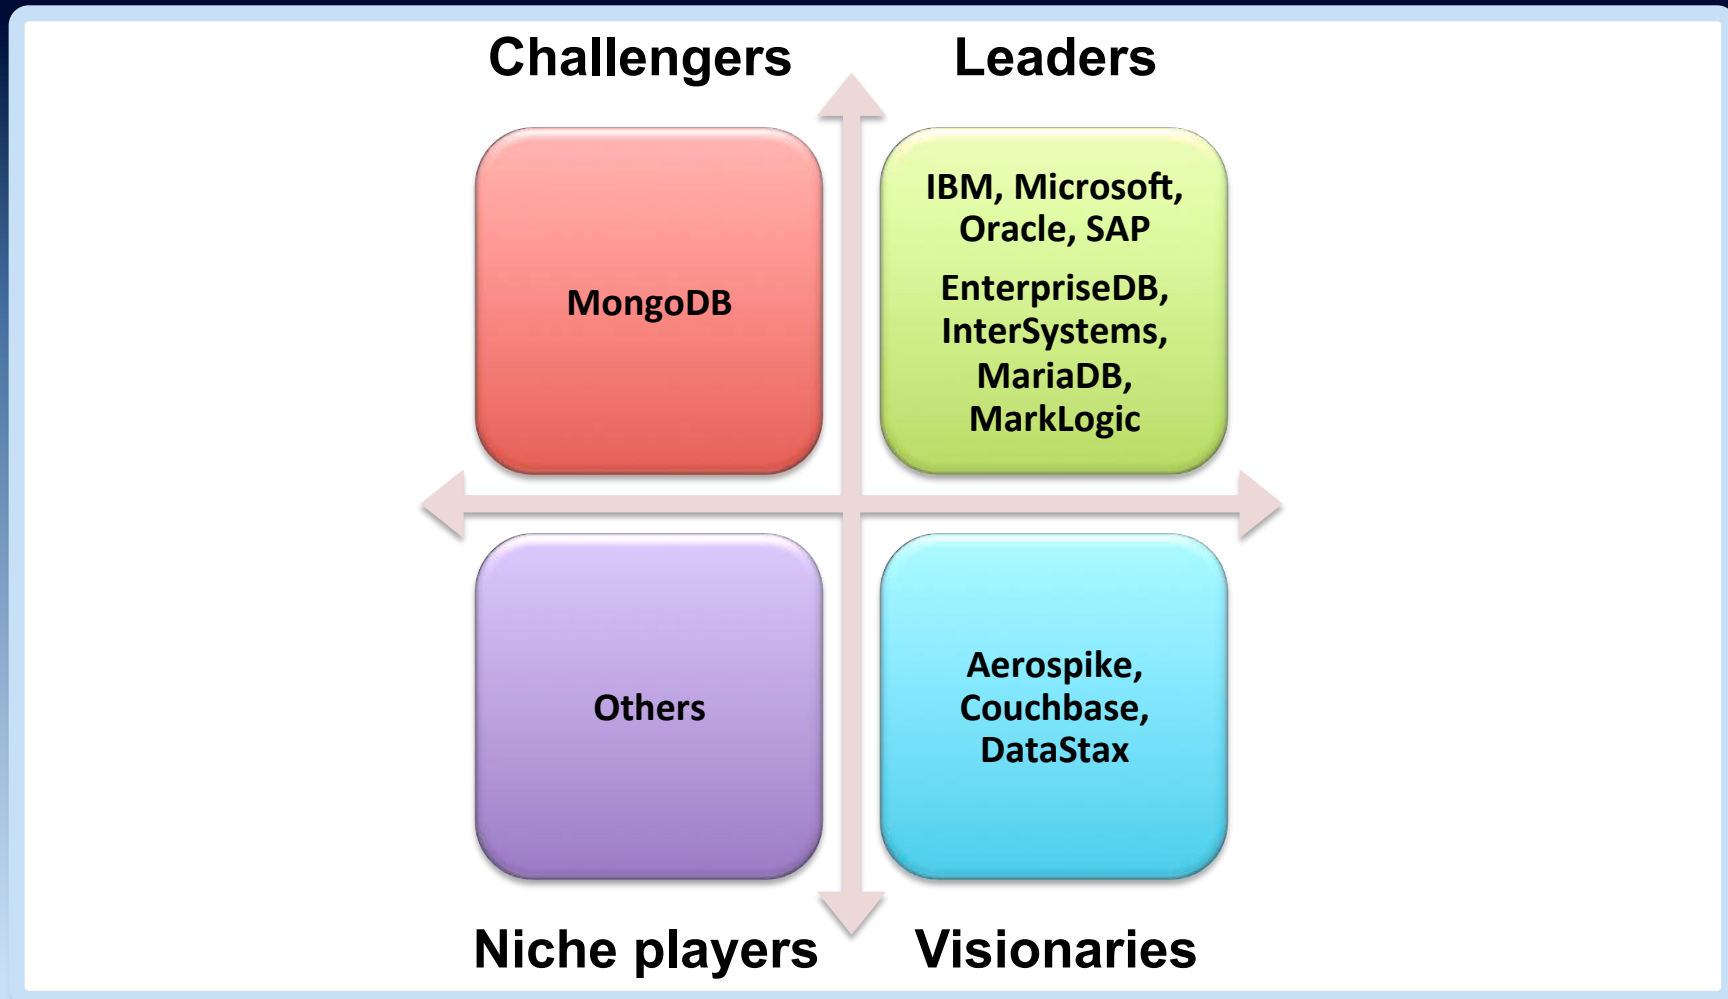 Challengers
Leaders
MongoDB
IBM, Microsoft,
Oracle, SAP
EnterpriseDB,
InterSystems,
MariaDB,
MarkLogic
Others
Aerospike,
Couchbase,
DataStax
Niche players
Visionaries